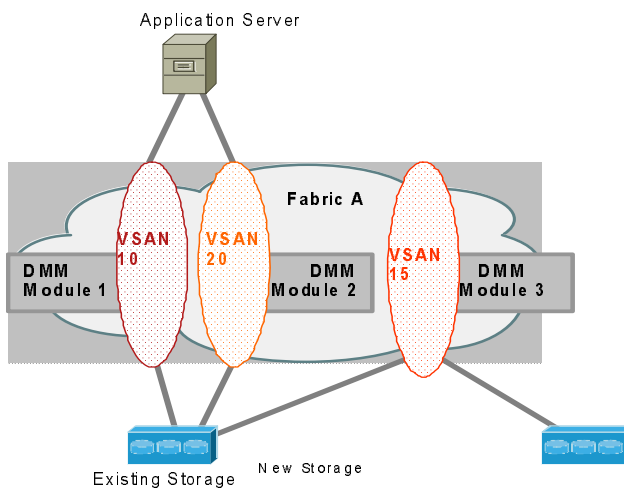 Application Server
Fabric A
VSAN
10
VSAN
20
VSAN
15
DMM
Module 1
DMM
Module 2
DMM
Module 3
New Storage
Existing Storage